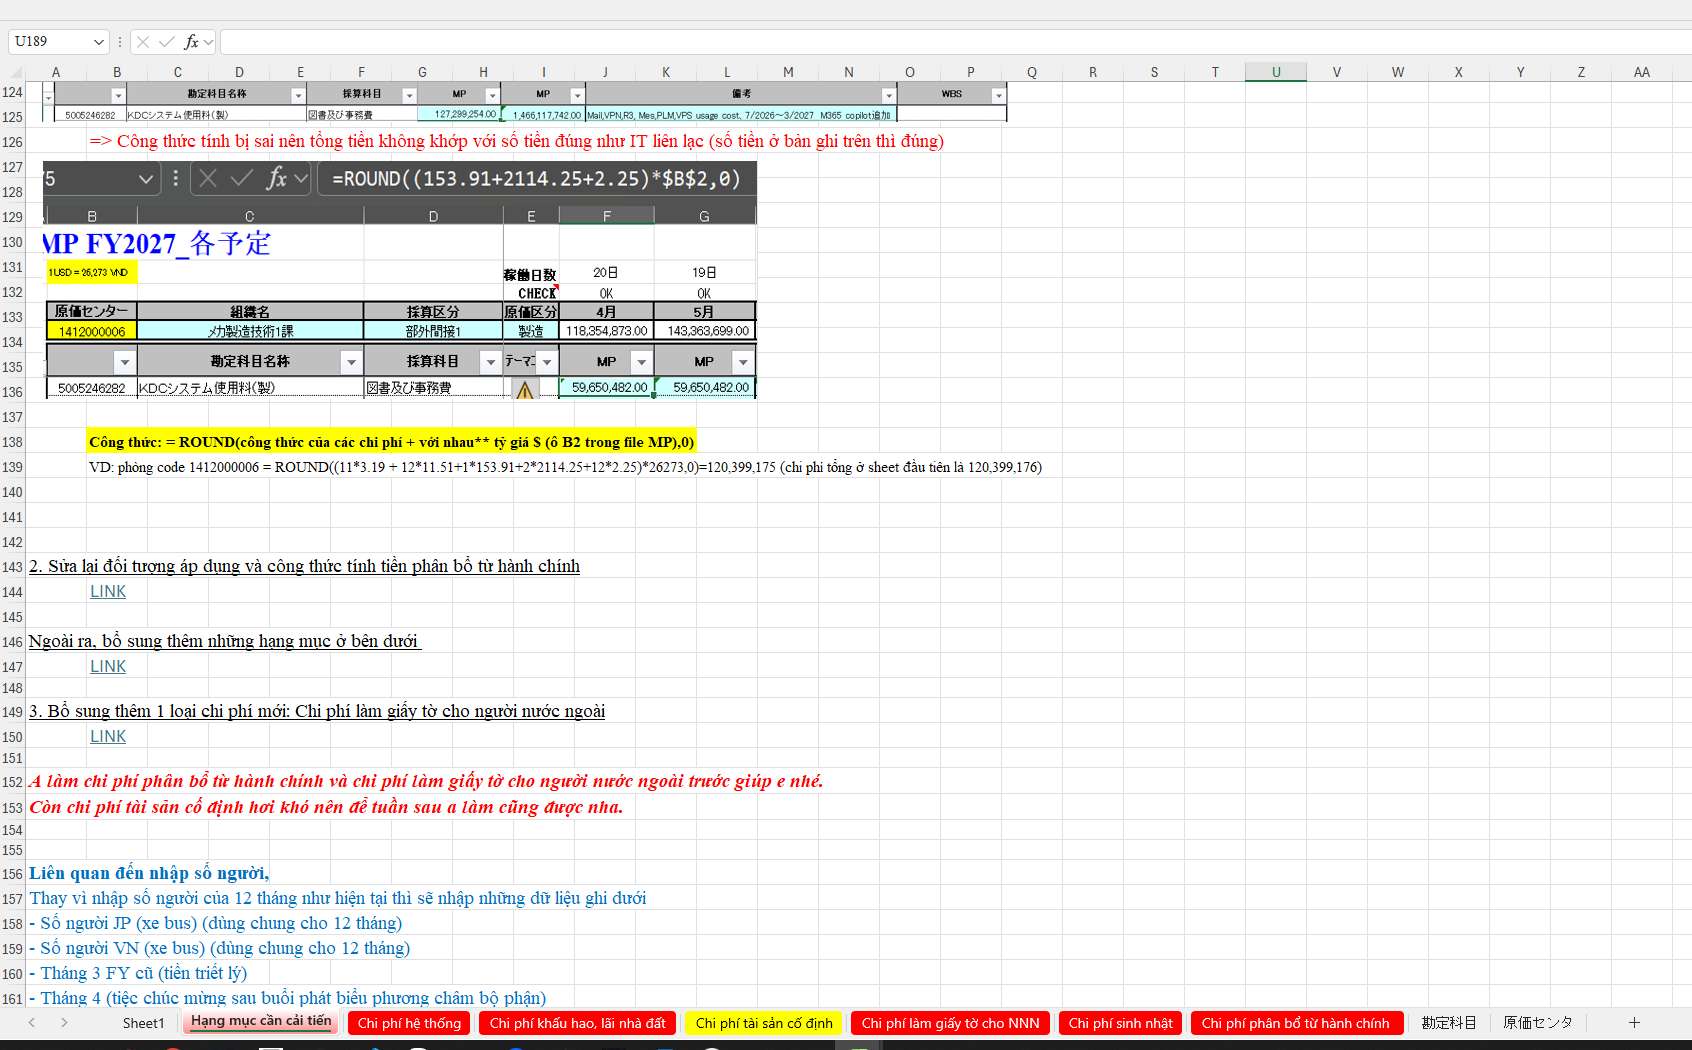 U189 fx
A B C D E F G H I J K L M N O P Q R S T U V W X Y Z AA
124 勘定科目名称 採算科目 MP MP 備考 WBS
125 5005246282 KDCシステム使用料(製) 図書及び事務費 127,299,254.00 1,466,117,742.00 Mail,VPN,R3, Mes,PLM,VPS usage cost, 7/2026～3/2027 M365 copilot追加
126 => Công thức tính bị sai nên tổng tiền không khớp với số tiền đúng như IT liên lạc (số tiền ở bản ghi trên thì đúng)
127
75 fx =ROUND((153.91+2114.25+2.25)*$B$2,0)
128
129 B C D E F G
130 MP FY2027_各予定
131 1USD = 26,273 VND 稼働日数 20日 19日
132 CHECK OK OK
133 原価センター 組織名 採算区分 原価区分 4月 5月
1412000006 メカ製造技術1課 部外間接1 製造 118,354,873.00 143,363,699.00
134
135 勘定科目名称 採算科目 テーマコ MP MP
136 5005246282 KDCシステム使用料(製) 図書及び事務費 59,650,482.00 59,650,482.00
137
138 Công thức: = ROUND(công thức của các chi phí + với nhau** tỷ giá $ (ô B2 trong file MP),0)
139 VD: phòng code 1412000006 = ROUND((11*3.19 + 12*11.51+1*153.91+2*2114.25+12*2.25)*26273,0)=120,399,175 (chi phí tổng ở sheet đầu tiên là 120,399,176)
140
141
142
143 2. Sửa lại đối tượng áp dụng và công thức tính tiền phân bổ từ hành chính
144 LINK
145
146 Ngoài ra, bổ sung thêm những hạng mục ở bên dưới
147 LINK
148
149 3. Bổ sung thêm 1 loại chi phí mới: Chi phí làm giấy tờ cho người nước ngoài
150 LINK
151
152 A làm chi phí phân bổ từ hành chính và chi phí làm giấy tờ cho người nước ngoài trước giúp e nhé.
153 Còn chi phí tài sản cố định hơi khó nên để tuần sau a làm cũng được nha.
154
155
156 Liên quan đến nhập số người,
157 Thay vì nhập số người của 12 tháng như hiện tại thì sẽ nhập những dữ liệu ghi dưới
158 - Số người JP (xe bus) (dùng chung cho 12 tháng)
159 - Số người VN (xe bus) (dùng chung cho 12 tháng)
160 - Tháng 3 FY cũ (tiền triết lý)
161 - Tháng 4 (tiệc chúc mừng sau buổi phát biểu phương châm bộ phận)
Sheet1 Hạng mục cần cải tiến Chi phí hệ thống Chi phí khấu hao, lãi nhà đất Chi phí tài sản cố định Chi phí làm giấy tờ cho NNN Chi phí sinh nhật Chi phí phân bổ từ hành chính 勘定科目 原価センタ +